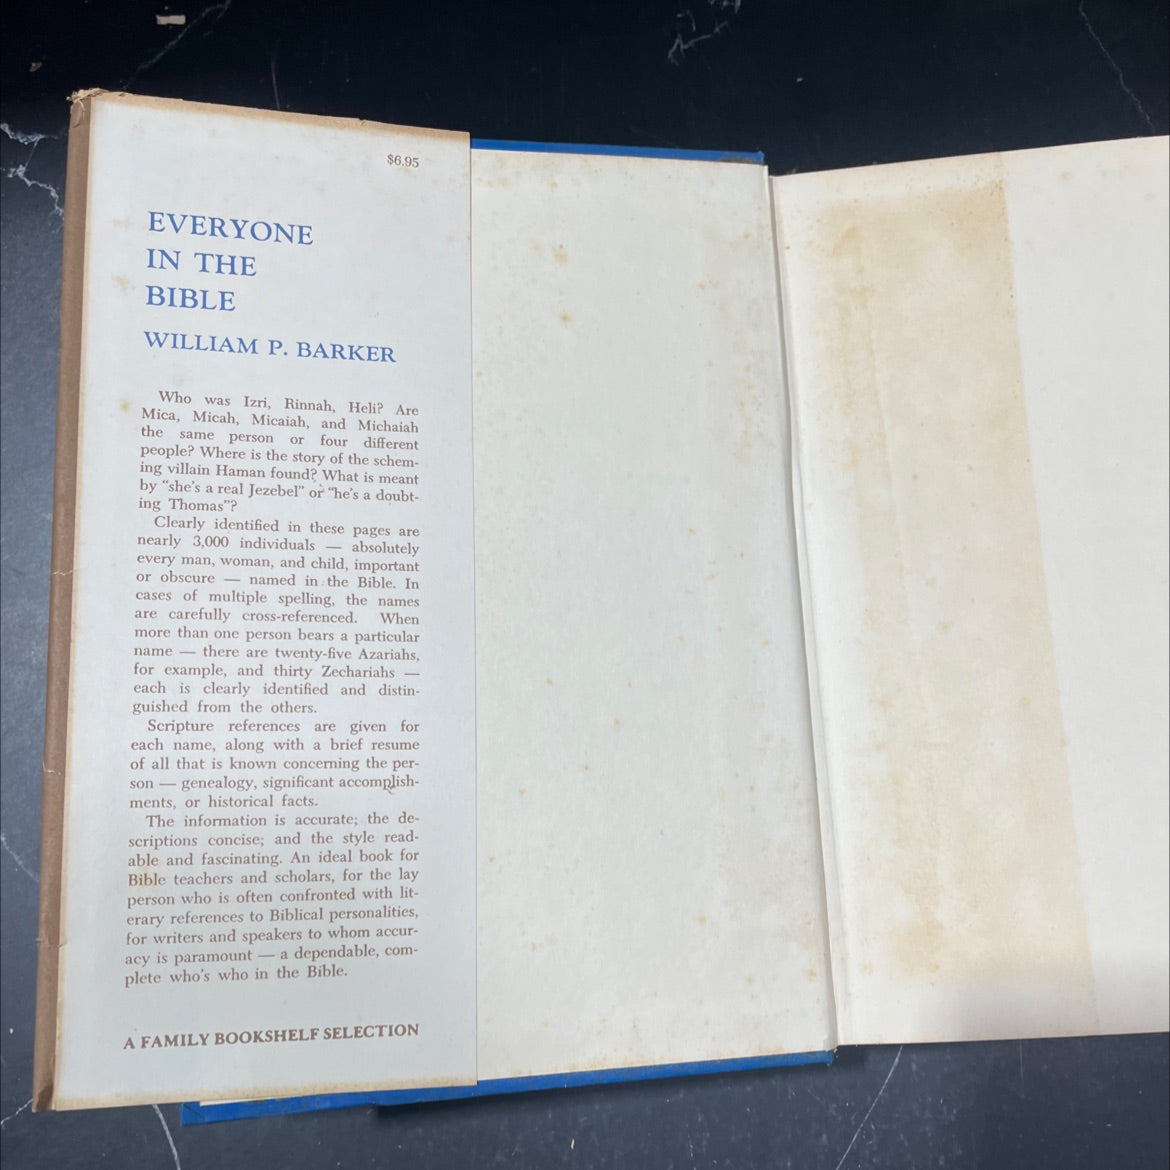 $6.95
EVERYONE
IN THE
BIBLE
WILLIAM P. BARKER
Who was Izri, Rinnah, Heli? Are
Mica, Micah, Micaiah, and Michaiah
the same person or four different
people? Where is the story of the schem-
ing villain Haman found? What is meant
by “she’s a real Jezebel” or “he’s a doubt-
ing Thomas”?
Clearly identified in these pages are
nearly 3,000 individuals — absolutely
every man, woman, and child, important
or obscure — named in the Bible. In
cases of multiple spelling, the names
are carefully cross-referenced. When
more than one person bears a particular
name — there are twenty-five Azariahs,
for example, and thirty Zechariahs —
each is clearly identified and distin-
guished from the others.
Scripture references are given for
each name, along with a brief resume
of all that is known concerning the per-
son — genealogy, significant accomplish-
ments, or historical facts.
The information is accurate; the de-
scriptions concise; and the style read-
able and fascinating. An ideal book for
Bible teachers and scholars, for the lay
person who is often confronted with lit-
erary references to Biblical personalities,
for writers and speakers to whom accur-
acy is paramount — a dependable, com-
plete who’s who in the Bible.
A FAMILY BOOKSHELF SELECTION